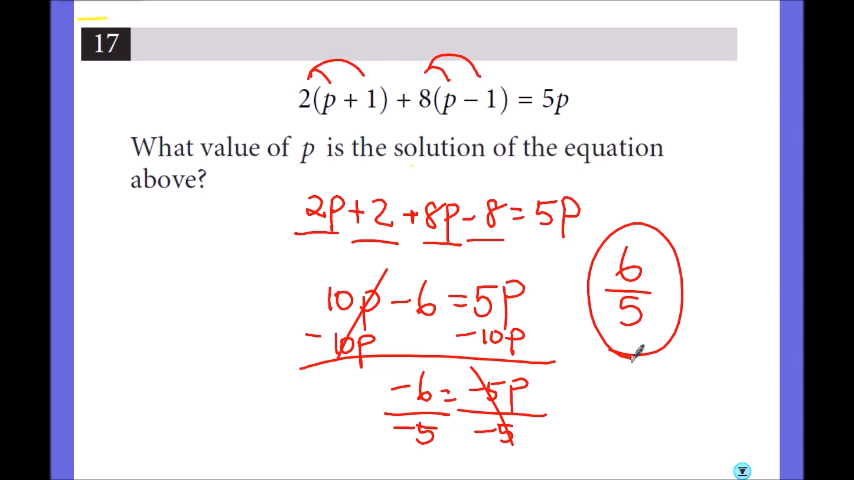 17
2(p + 1) + 8(p − 1) = 5p
What value of p is the solution of the equation
above?
2p + 2 + 8p - 8 = 5p
10p - 6 = 5p
- 10p - 10p
-6 = -5p
-5 -5
6
5